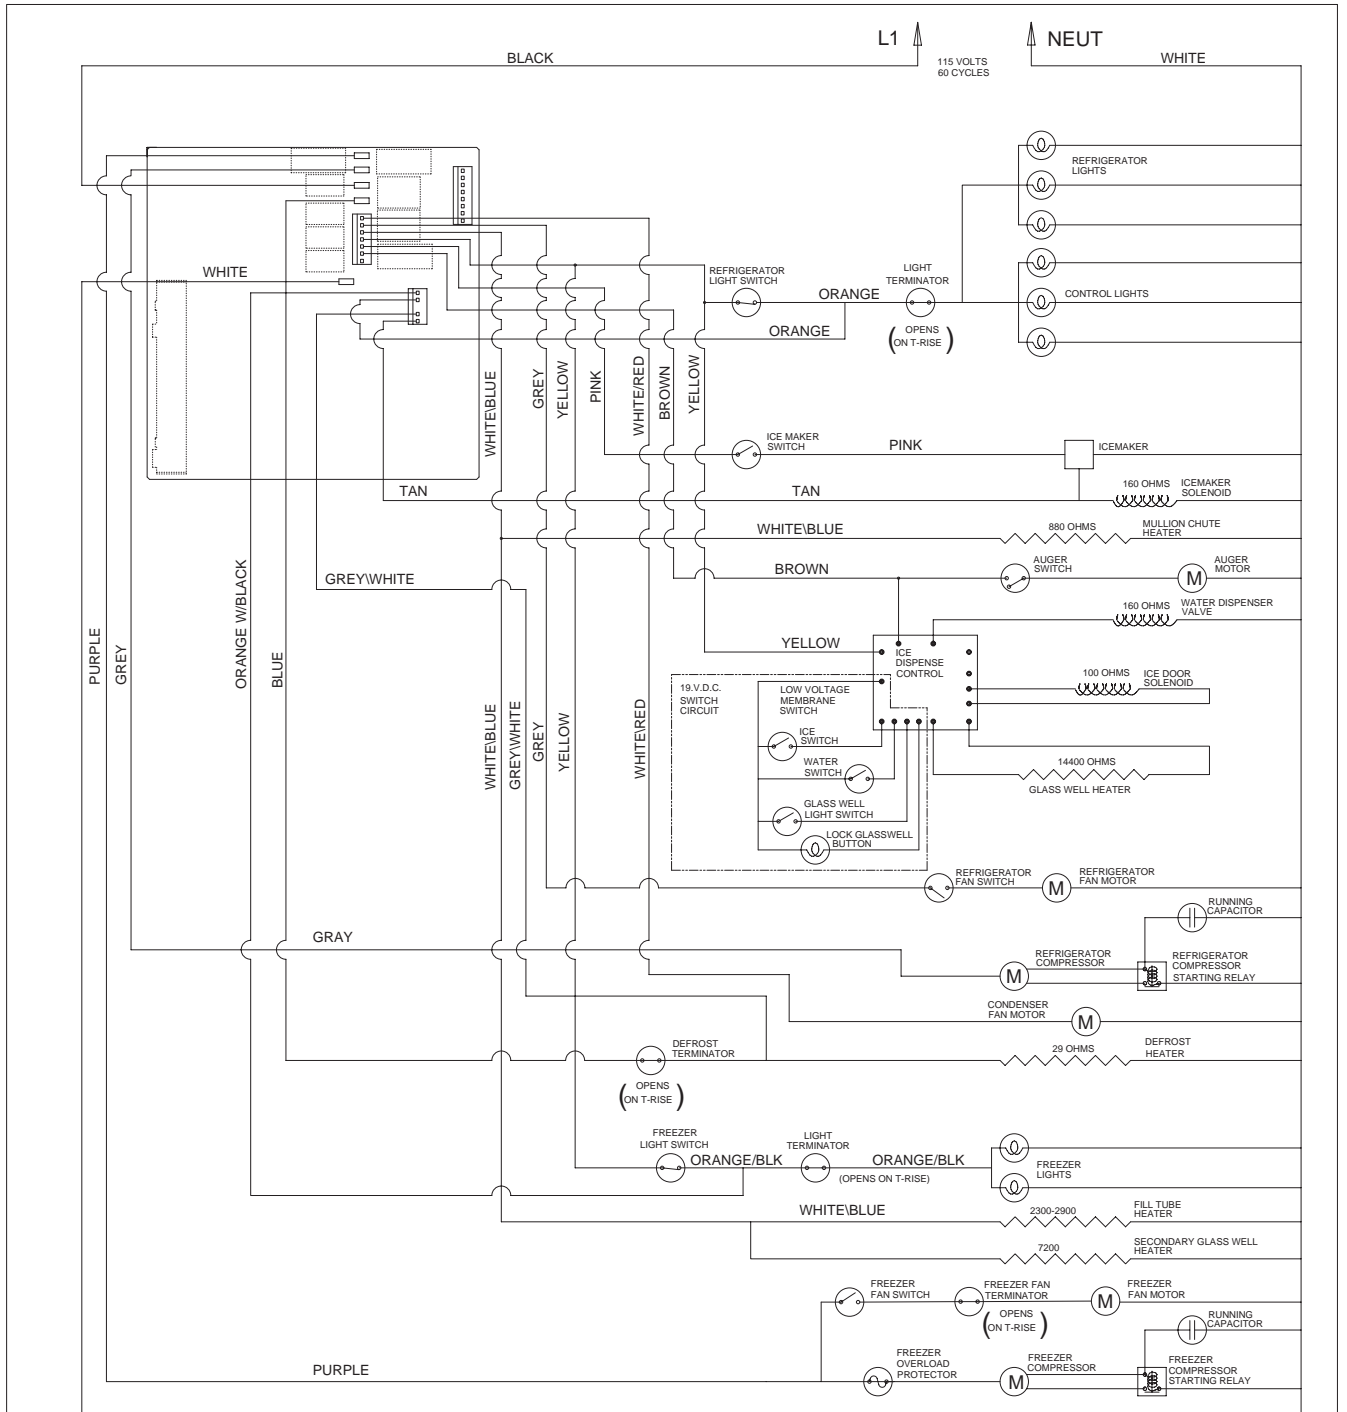 L1
NEUT
BLACK
115 VOLTS
60 CYCLES
WHITE
REFRIGERATOR
LIGHTS
WHITE
REFRIGERATOR
LIGHT SWITCH
LIGHT
TERMINATOR
ORANGE
CONTROL LIGHTS
ORANGE
( OPENS
ON T-RISE )
WHITE\BLUE
GREY
YELLOW
PINK
WHITE/RED
BROWN
YELLOW
ICE MAKER
SWITCH
PINK
ICEMAKER
TAN
TAN
160 OHMS
ICEMAKER
SOLENOID
WHITE\BLUE
880 OHMS
MULLION CHUTE
HEATER
GREY\WHITE
BROWN
AUGER
SWITCH
M
AUGER
MOTOR
160 OHMS
WATER DISPENSER
VALVE
PURPLE
GREY
ORANGE W/BLACK
BLUE
YELLOW
ICE
DISPENSE
CONTROL
100 OHMS
ICE DOOR
SOLENOID
19.V.D.C.
SWITCH
CIRCUIT
LOW VOLTAGE
MEMBRANE
SWITCH
WHITE\BLUE
GREY\WHITE
GREY
YELLOW
WHITE\RED
ICE
SWITCH
WATER
SWITCH
14400 OHMS
GLASS WELL HEATER
GLASS WELL
LIGHT SWITCH
LOCK GLASSWELL
BUTTON
REFRIGERATOR
FAN SWITCH
M
REFRIGERATOR
FAN MOTOR
RUNNING
CAPACITOR
GRAY
REFRIGERATOR
COMPRESSOR
M
REFRIGERATOR
COMPRESSOR
STARTING RELAY
CONDENSER
FAN MOTOR
M
DEFROST
TERMINATOR
29 OHMS
DEFROST
HEATER
( OPENS
ON T-RISE )
FREEZER
LIGHT SWITCH
LIGHT
TERMINATOR
ORANGE/BLK
ORANGE/BLK
(OPENS ON T-RISE)
FREEZER
LIGHTS
WHITE\BLUE
2300-2900
FILL TUBE
HEATER
7200
SECONDARY GLASS WELL
HEATER
FREEZER
FAN SWITCH
FREEZER FAN
TERMINATOR
M
FREEZER
FAN MOTOR
( OPENS
ON T-RISE )
RUNNING
CAPACITOR
PURPLE
FREEZER
OVERLOAD
PROTECTOR
FREEZER
COMPRESSOR
M
FREEZER
COMPRESSOR
STARTING RELAY